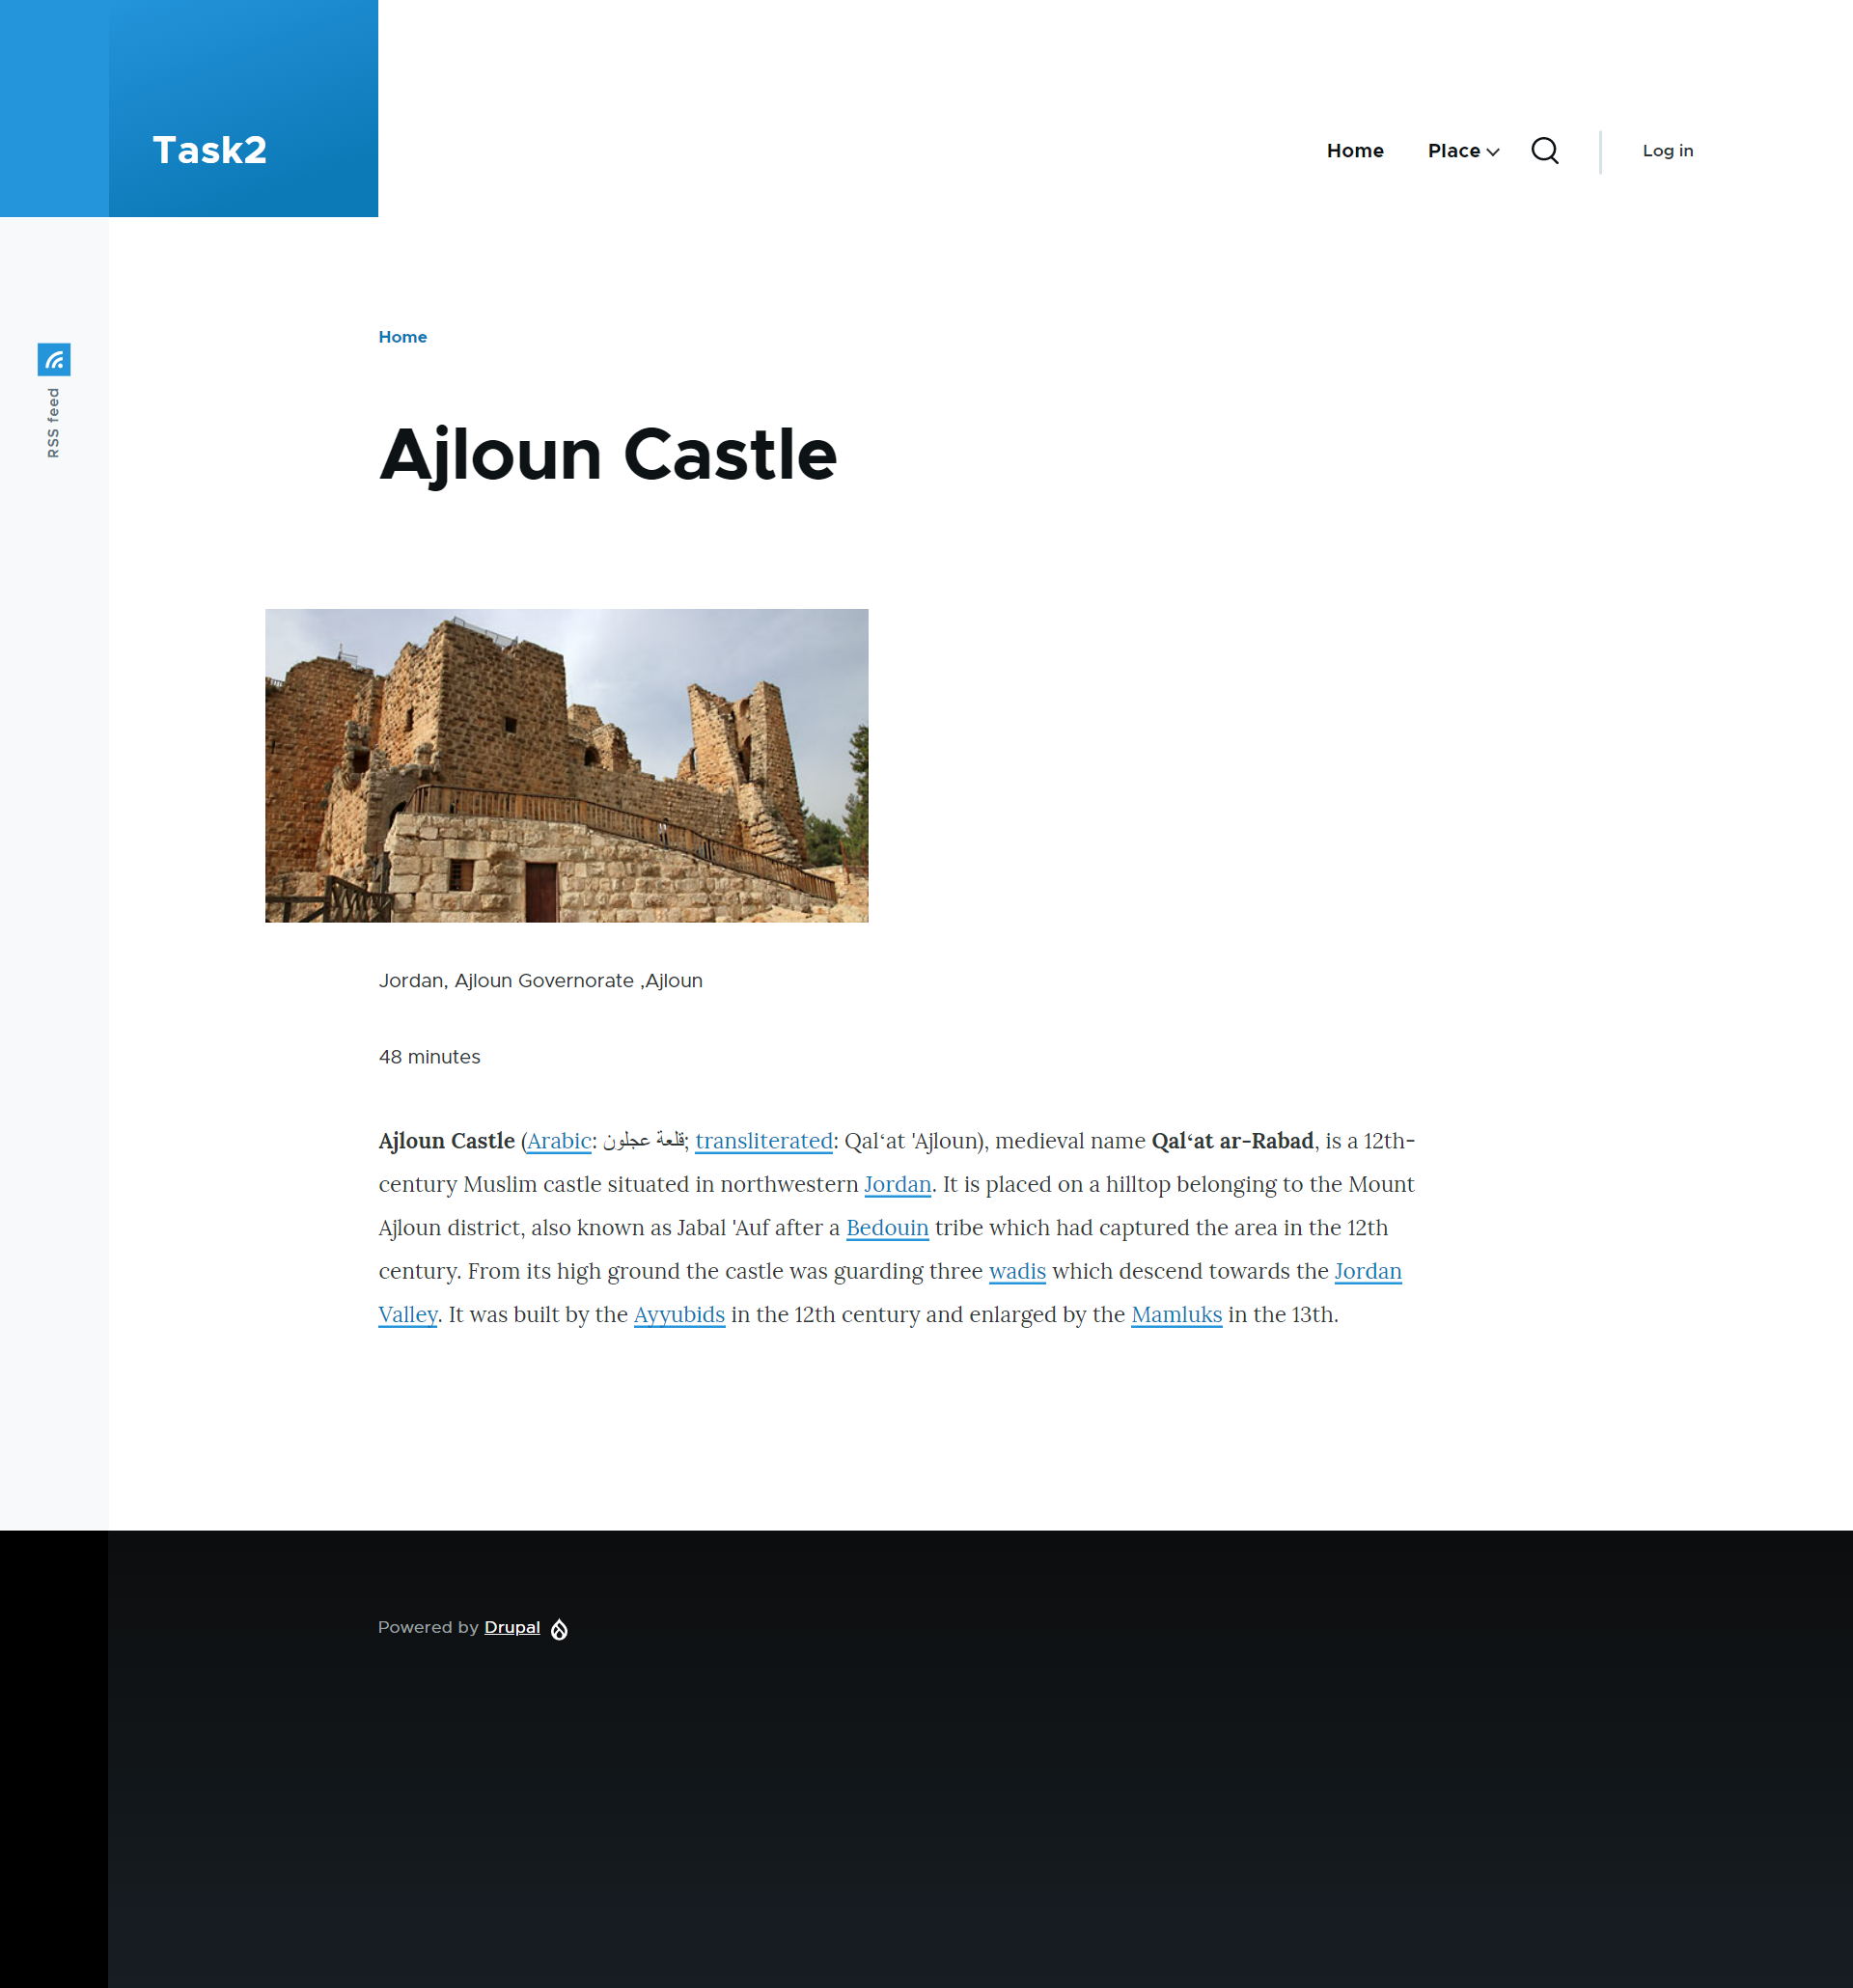 Task2
Home
Place
Log in
RSS feed
Home
Ajloun Castle
Jordan, Ajloun Governorate ,Ajloun
48 minutes
Ajloun Castle (Arabic: قلعة عجلون; transliterated: Qalʻat 'Ajloun), medieval name Qalʻat ar-Rabad, is a 12th-
century Muslim castle situated in northwestern Jordan. It is placed on a hilltop belonging to the Mount
Ajloun district, also known as Jabal 'Auf after a Bedouin tribe which had captured the area in the 12th
century. From its high ground the castle was guarding three wadis which descend towards the Jordan
Valley. It was built by the Ayyubids in the 12th century and enlarged by the Mamluks in the 13th.
Powered by Drupal